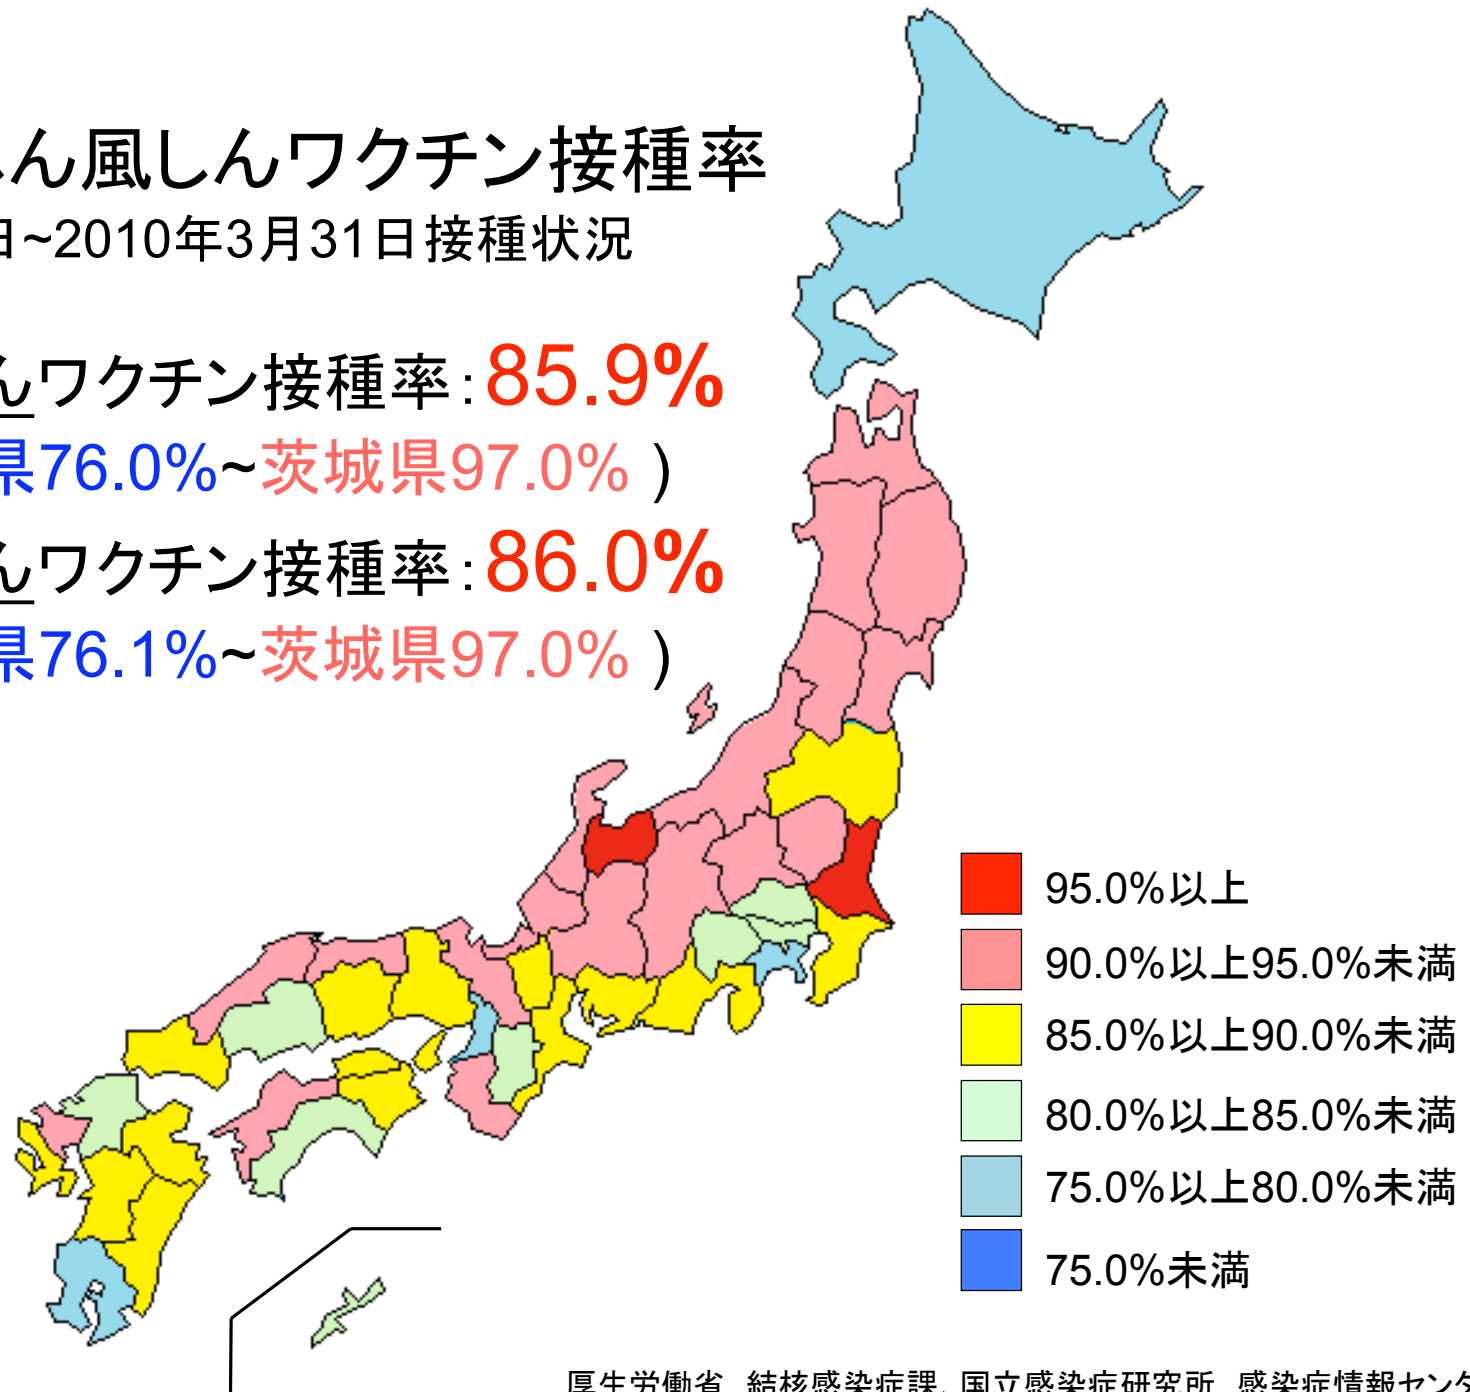 ん風しんワクチン接種率
日~2010年3月31日接種状況
んワクチン接種率:85.9%
県76.0%~茨城県97.0% )
んワクチン接種率:86.0%
県76.1%~茨城県97.0% )
95.0%以上
90.0%以上95.0%未満
85.0%以上90.0%未満
80.0%以上85.0%未満
75.0%以上80.0%未満
75.0%未満
厚生労働省 結核感染症課、国立感染症研究所 感染症情報センタ